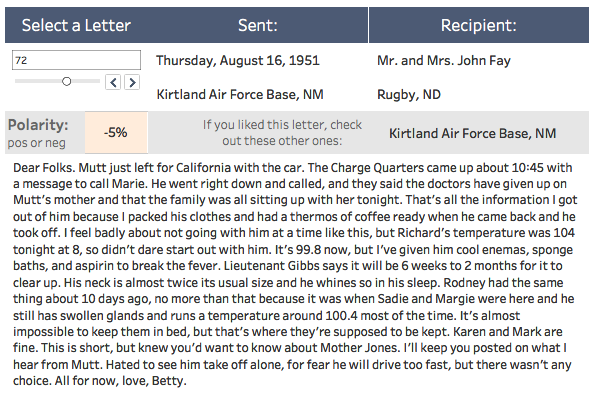 Select a Letter Sent: Recipient:
72 Thursday, August 16, 1951 Mr. and Mrs. John Fay
< > Kirtland Air Force Base, NM Rugby, ND
Polarity: -5% If you liked this letter, check Kirtland Air Force Base, NM
pos or neg out these other ones:
Dear Folks. Mutt just left for California with the car. The Charge Quarters came up about 10:45 with
a message to call Marie. He went right down and called, and they said the doctors have given up on
Mutt's mother and that the family was all sitting up with her tonight. That's all the information I got
out of him because I packed his clothes and had a thermos of coffee ready when he came back and he
took off. I feel badly about not going with him at a time like this, but Richard's temperature was 104
tonight at 8, so didn't dare start out with him. It's 99.8 now, but I've given him cool enemas, sponge
baths, and aspirin to break the fever. Lieutenant Gibbs says it will be 6 weeks to 2 months for it to
clear up. His neck is almost twice its usual size and he whines so in his sleep. Rodney had the same
thing about 10 days ago, no more than that because it was when Sadie and Margie were here and he
still has swollen glands and runs a temperature around 100.4 most of the time. It's almost
impossible to keep them in bed, but that's where they're supposed to be kept. Karen and Mark are
fine. This is short, but knew you'd want to know about Mother Jones. I'll keep you posted on what I
hear from Mutt. Hated to see him take off alone, for fear he will drive too fast, but there wasn't any
choice. All for now, love, Betty.